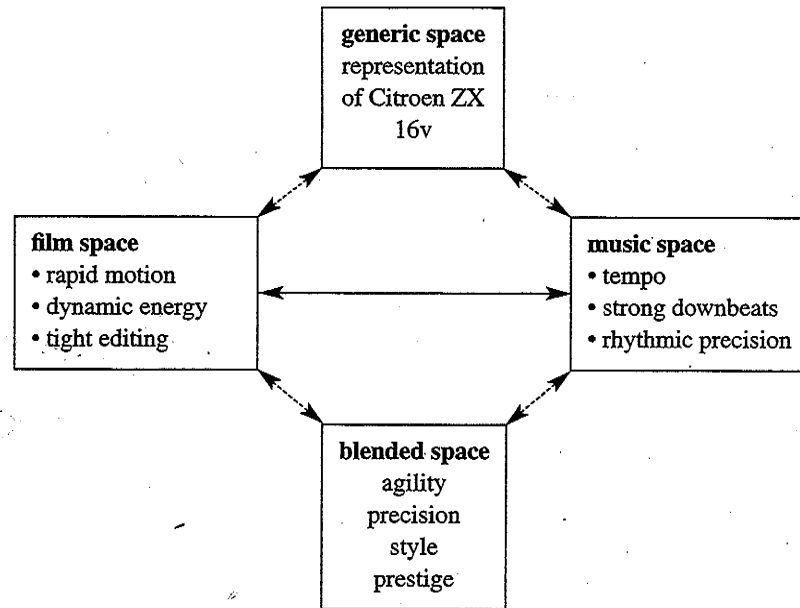 generic space
representation
of Citroen ZX
16v
film space
• rapid motion
• dynamic energy
• tight editing
music space
• tempo
• strong downbeats
• rhythmic precision
blended space
agility
precision
style
prestige